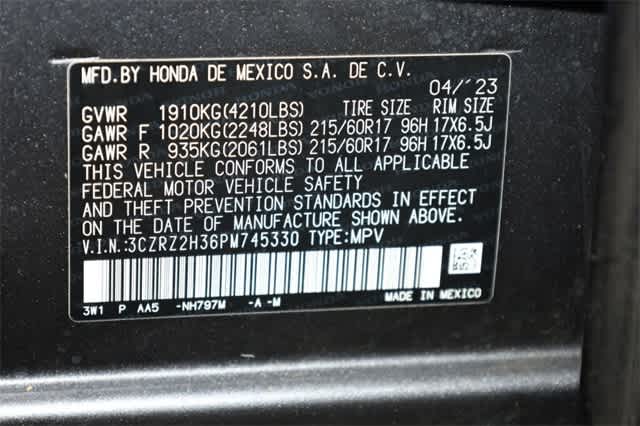 MFD.BY HONDA DE MEXICO S.A. DE C.V.
04/'23
GVWR 1910KG(4210LBS) TIRE SIZE RIM SIZE
GAWR F 1020KG(2248LBS) 215/60R17 96H 17X6.5J
GAWR R 935KG(2061LBS) 215/60R17 96H 17X6.5J
THIS VEHICLE CONFORMS TO ALL APPLICABLE
FEDERAL MOTOR VEHICLE SAFETY
AND THEFT PREVENTION STANDARDS IN EFFECT
ON THE DATE OF MANUFACTURE SHOWN ABOVE.
V.I.N.:3CZRZ2H36PM745330 TYPE:MPV
3W1 P AA5 -NH797M -A -M MADE IN MEXICO